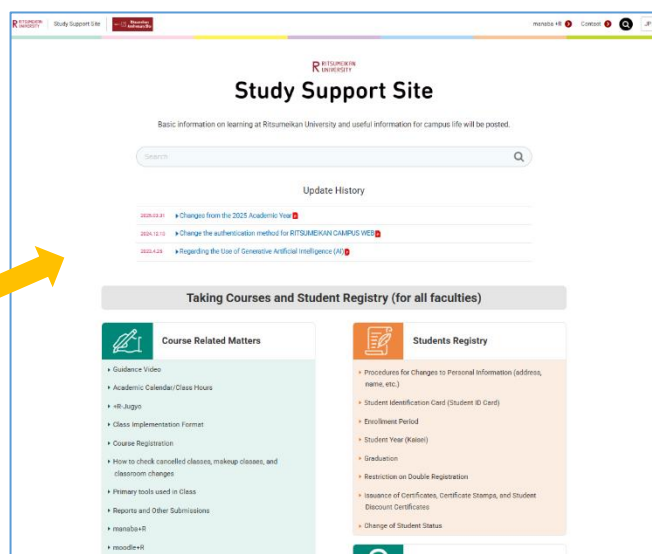 R RITSUMEIKAN UNIVERSITY
Study Support Site
manaba +R
Contact
JP
R RITSUMEIKAN UNIVERSITY
Study Support Site
Basic information on learning at Ritsumeikan University and useful information for campus life will be posted.
Search
Update History
Changes from the 2025 Academic Year
Change the authentication method for RITSUMEIKAN CAMPUS WEB
Regarding the Use of Generative Artificial Intelligence (AI)
Taking Courses and Student Registry (for all faculties)
Course Related Matters
Guidance Video
Academic Calendar/Class Hours
+R-Jugyo
Class Implementation Format
Course Registration
How to check cancelled classes, makeup classes, and
classroom changes
Primary tools used in Class
Reports and Other Submissions
manaba+R
moodle+R
Students Registry
Procedures for Changes to Personal Information (address,
name, etc.)
Student Identification Card (Student ID Card)
Enrollment Period
Student Year (Kaisei)
Graduation
Restriction on Double Registration
Issuance of Certificates, Certificate Stamps, and Student
Discount Certificates
Change of Student Status